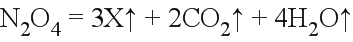 N₂O₄ = 3X↑ + 2CO₂↑ + 4H₂O↑